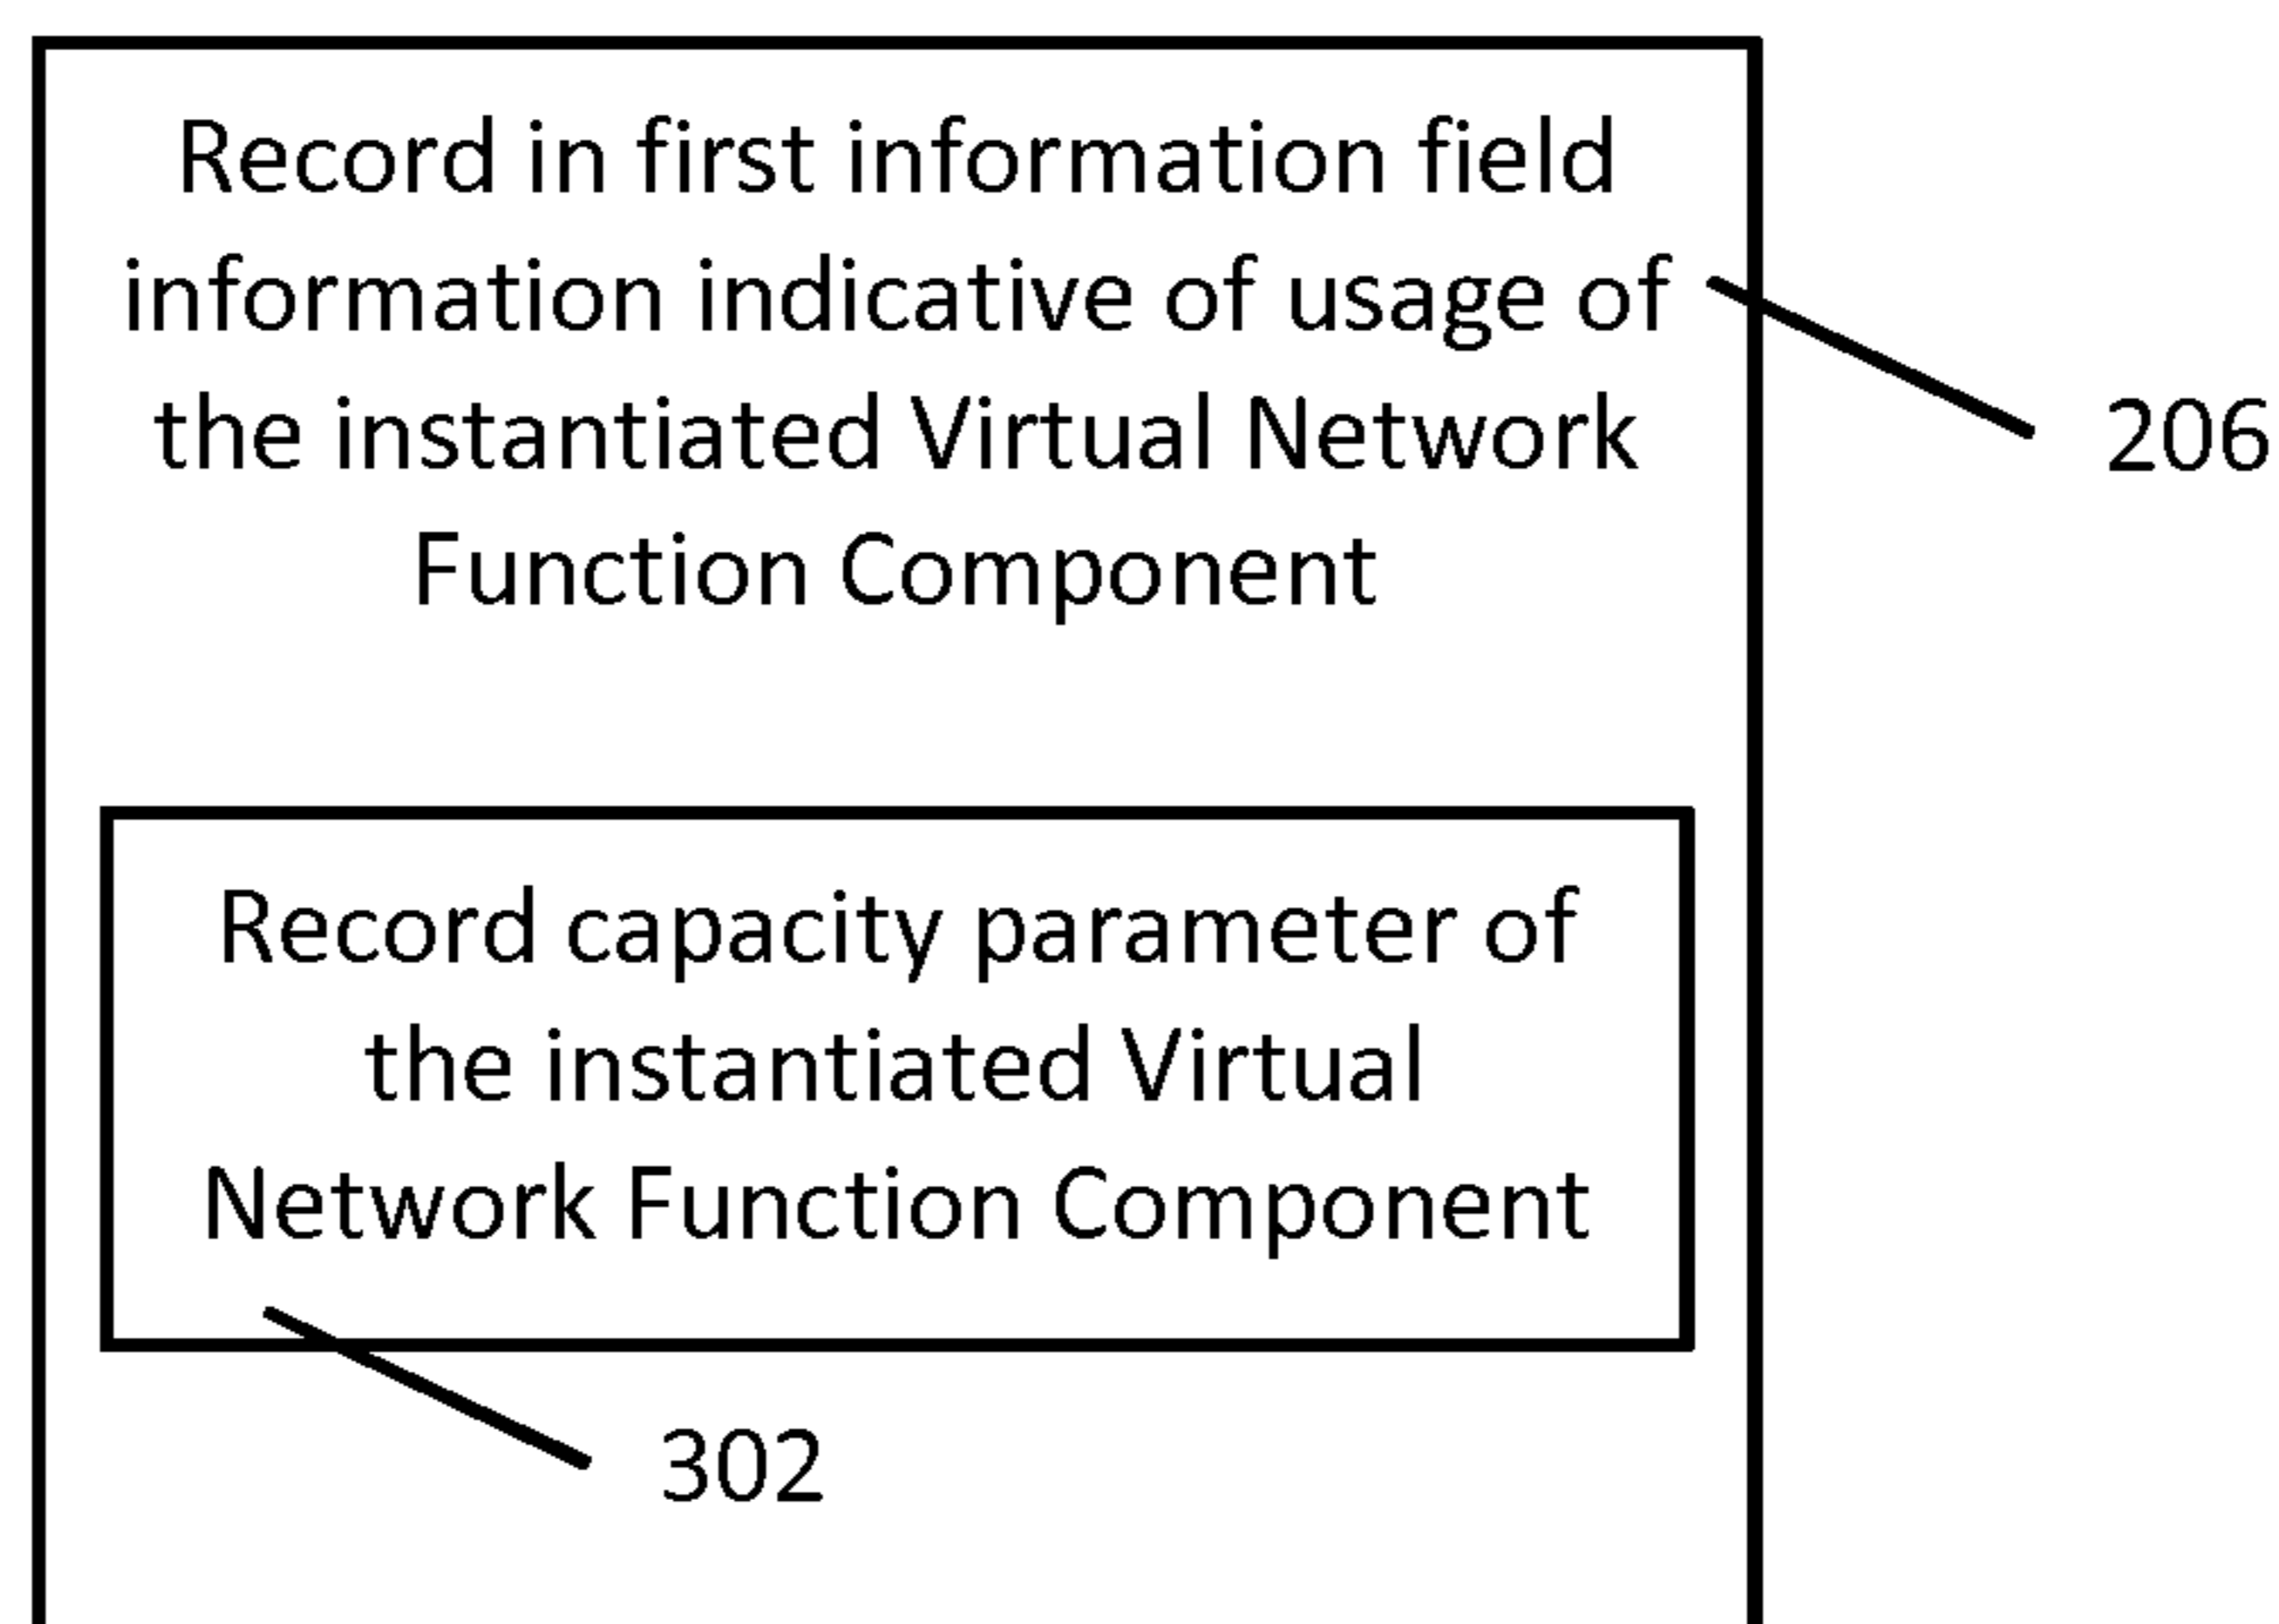 Record in first information field
information indicative of usage of
the instantiated Virtual Network
Function Component
206
Record capacity parameter of
the instantiated Virtual
Network Function Component
302